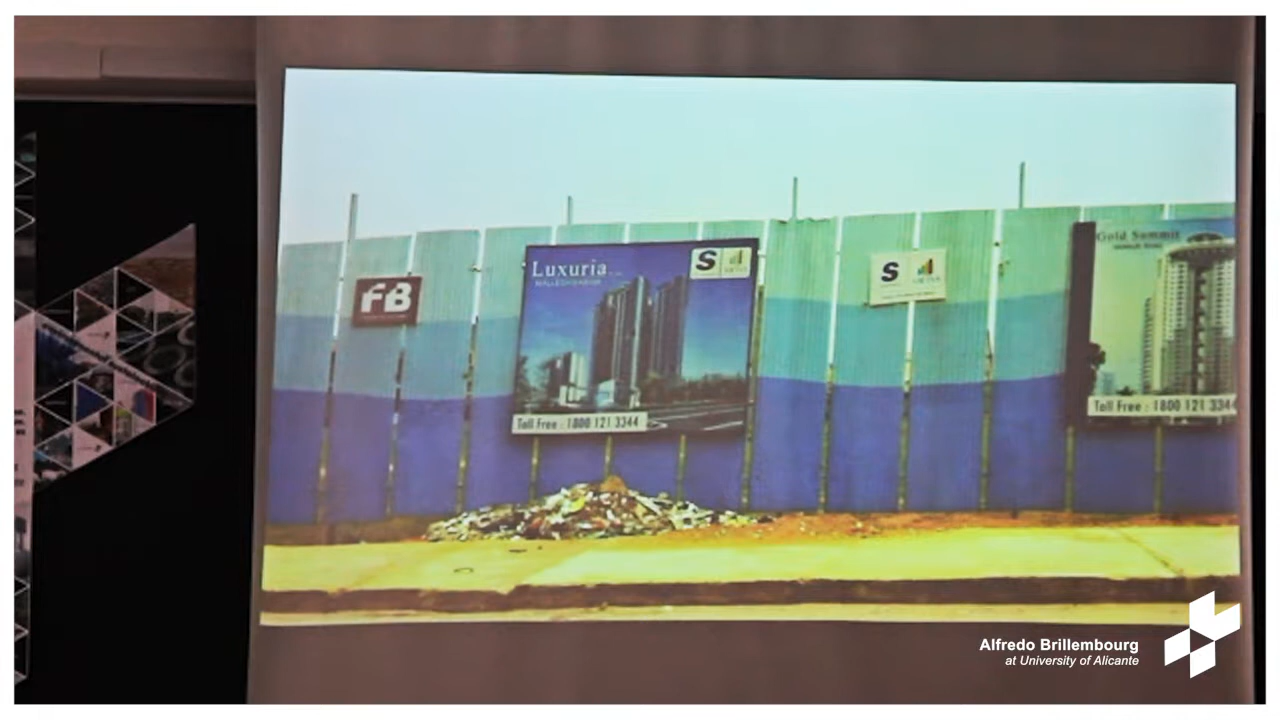 FB
Luxuria
MALLESHWARAM
S
Toll Free : 1800 121 3344
S
Gold Summit
Toll Free : 1800 121 3344
Alfredo Brillembourg
at University of Alicante